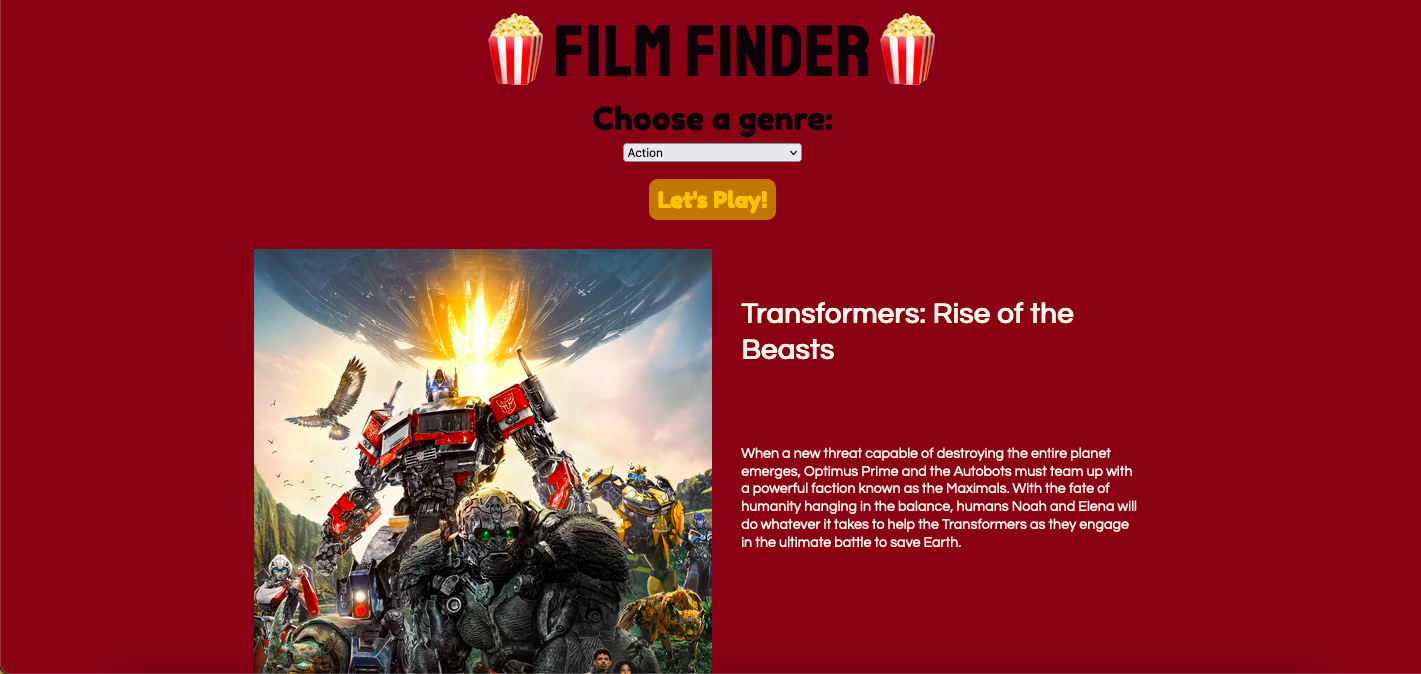 FILM FINDER
Choose a genre:
Action
Let's Play!
Transformers: Rise of the
Beasts
When a new threat capable of destroying the entire planet
emerges, Optimus Prime and the Autobots must team up with
a powerful faction known as the Maximals. With the fate of
humanity hanging in the balance, humans Noah and Elena will
do whatever it takes to help the Transformers as they engage
in the ultimate battle to save Earth.